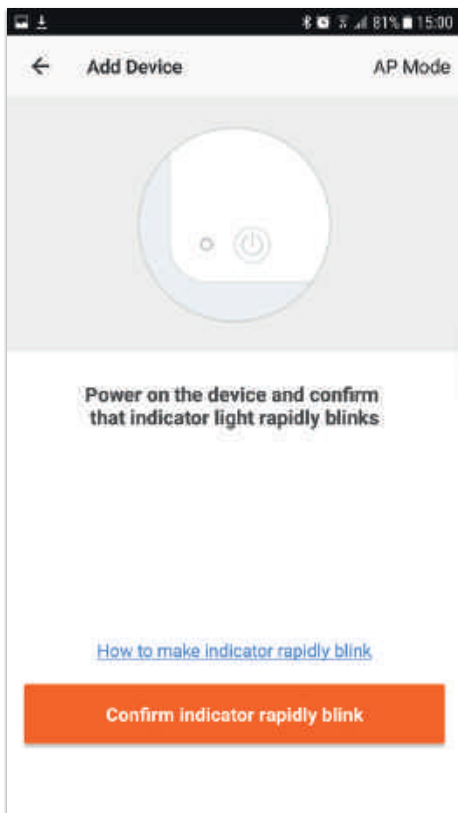 81% 15:00
Add Device AP Mode
Power on the device and confirm
that indicator light rapidly blinks
How to make indicator rapidly blink
Confirm indicator rapidly blink